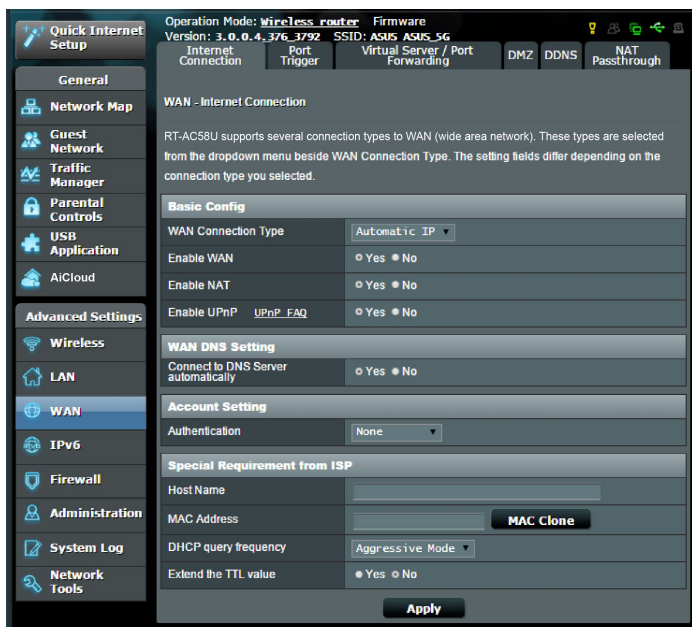 Quick Internet
Setup
General
Network Map
Guest
Network
Traffic
Manager
Parental
Controls
USB
Application
AiCloud
Advanced Settings
Wireless
LAN
WAN
IPv6
Firewall
Administration
System Log
Network
Tools
Operation Mode: Wireless router Firmware
Version: 3.0.0.4.376_3792 SSID: ASUS ASUS_5G
Internet
Connection
Port
Trigger
Virtual Server / Port
Forwarding
DMZ
DDNS
NAT
Passthrough
WAN - Internet Connection
RT-AC58U supports several connection types to WAN (wide area network). These types are selected
from the dropdown menu beside WAN Connection Type. The setting fields differ depending on the
connection type you selected.
Basic Config
WAN Connection Type Automatic IP
Enable WAN Yes No
Enable NAT Yes No
Enable UPnP UPnP FAQ Yes No
WAN DNS Setting
Connect to DNS Server
automatically Yes No
Account Setting
Authentication None
Special Requirement from ISP
Host Name
MAC Address MAC Clone
DHCP query frequency Aggressive Mode
Extend the TTL value Yes No
Apply